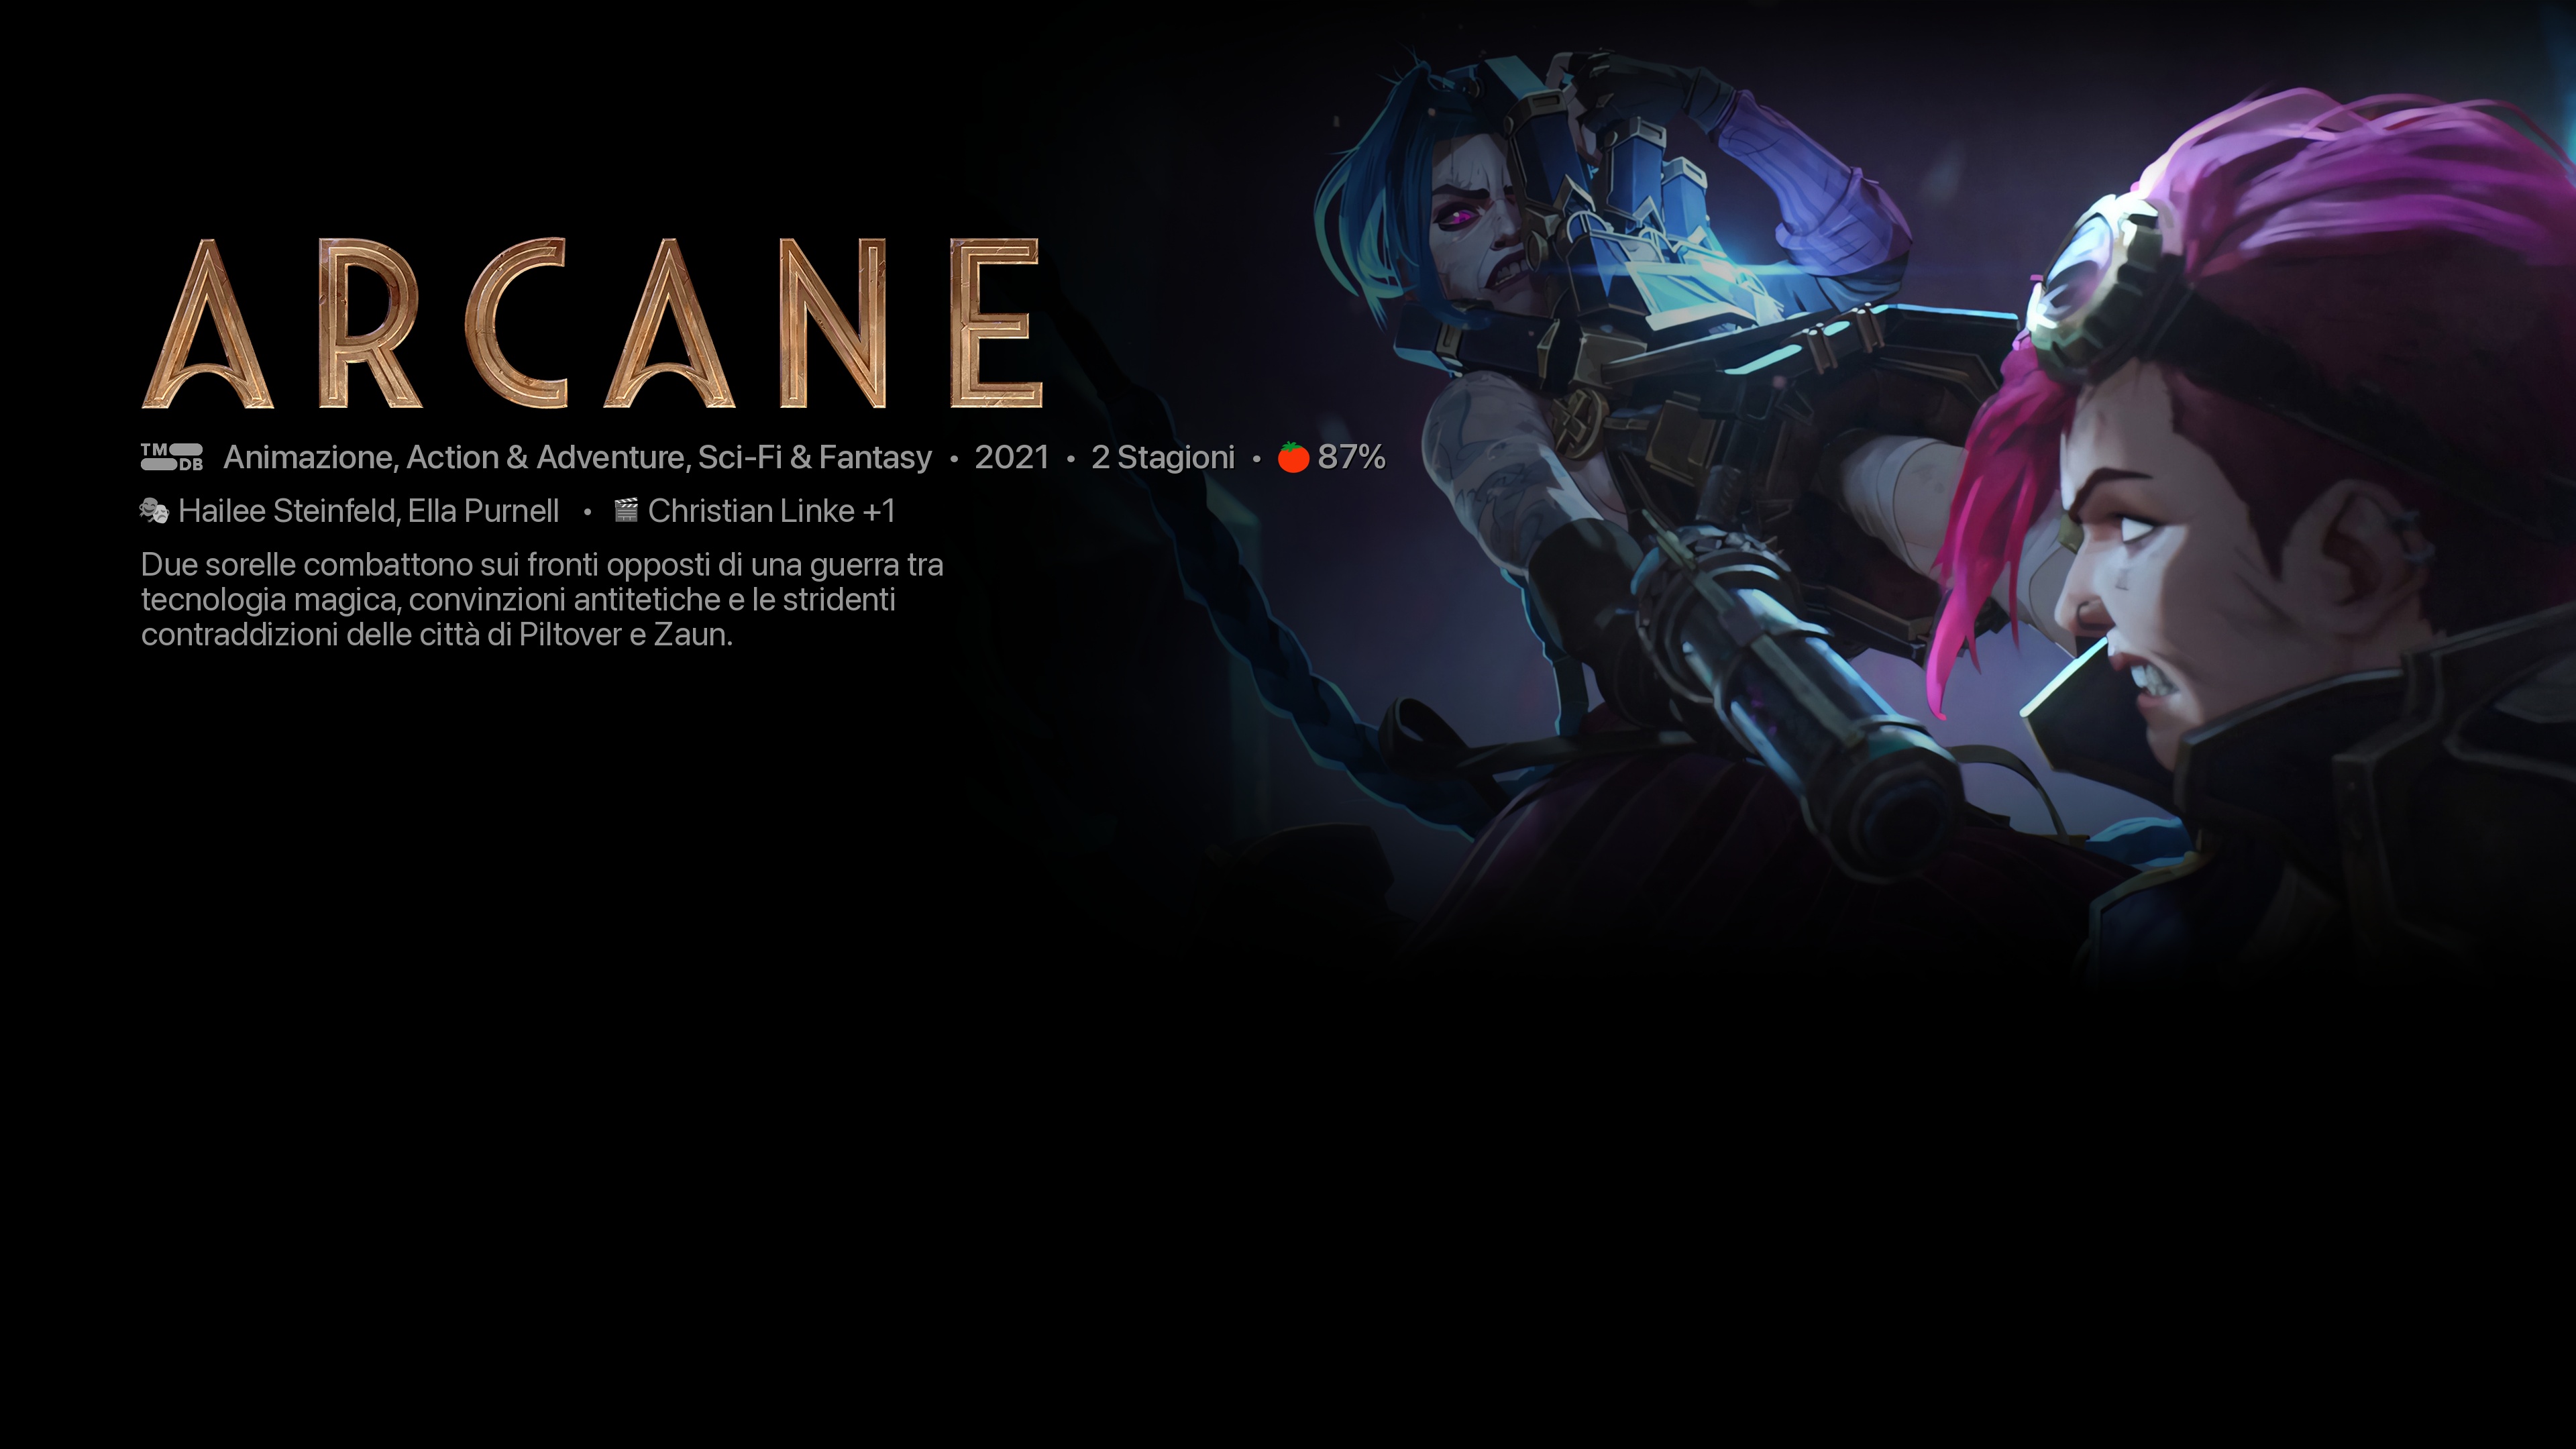 ARCANE
TMDB Animazione, Action & Adventure, Sci-Fi & Fantasy • 2021 • 2 Stagioni • 🍅 87%
🎭 Hailee Steinfeld, Ella Purnell • 🎬 Christian Linke +1
Due sorelle combattono sui fronti opposti di una guerra tra
tecnologia magica, convinzioni antitetiche e le stridenti
contraddizioni delle città di Piltover e Zaun.